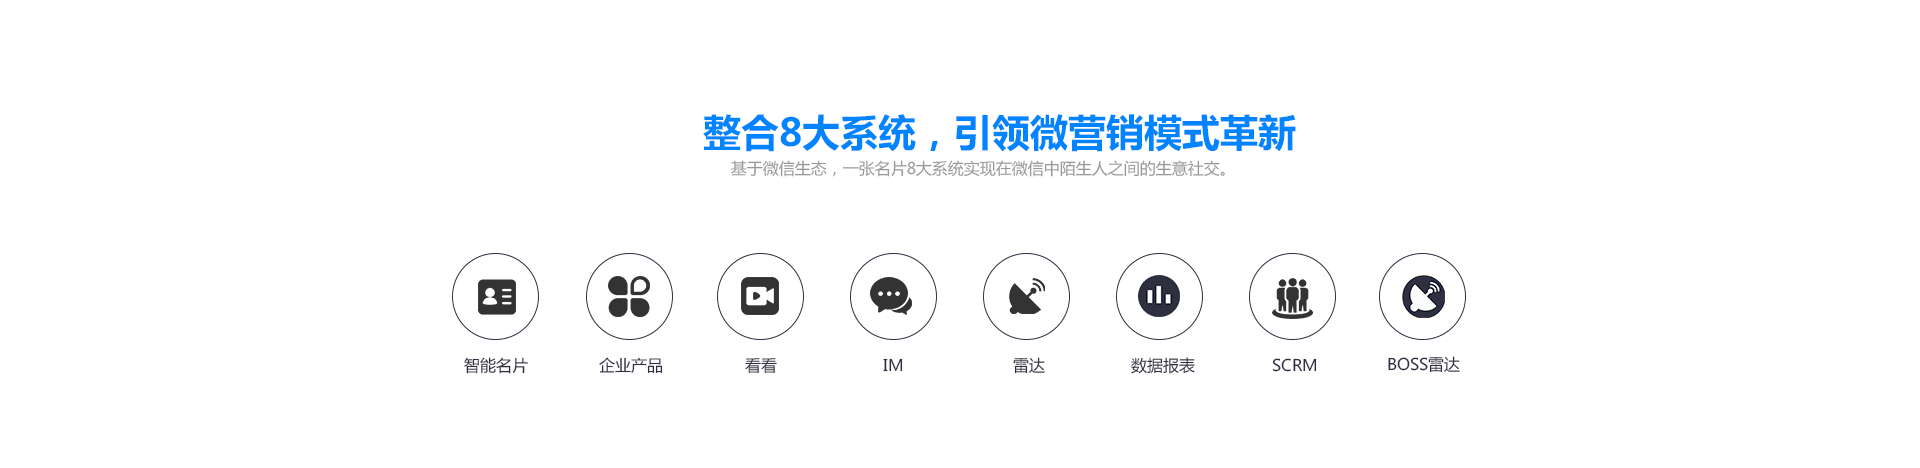 整合8大系统，引领微营销模式革新
基于微信生态，一张名片8大系统实现在微信中陌生人之间的生意社交。
智能名片
企业产品
看看
IM
雷达
数据报表
SCRM
BOSS雷达